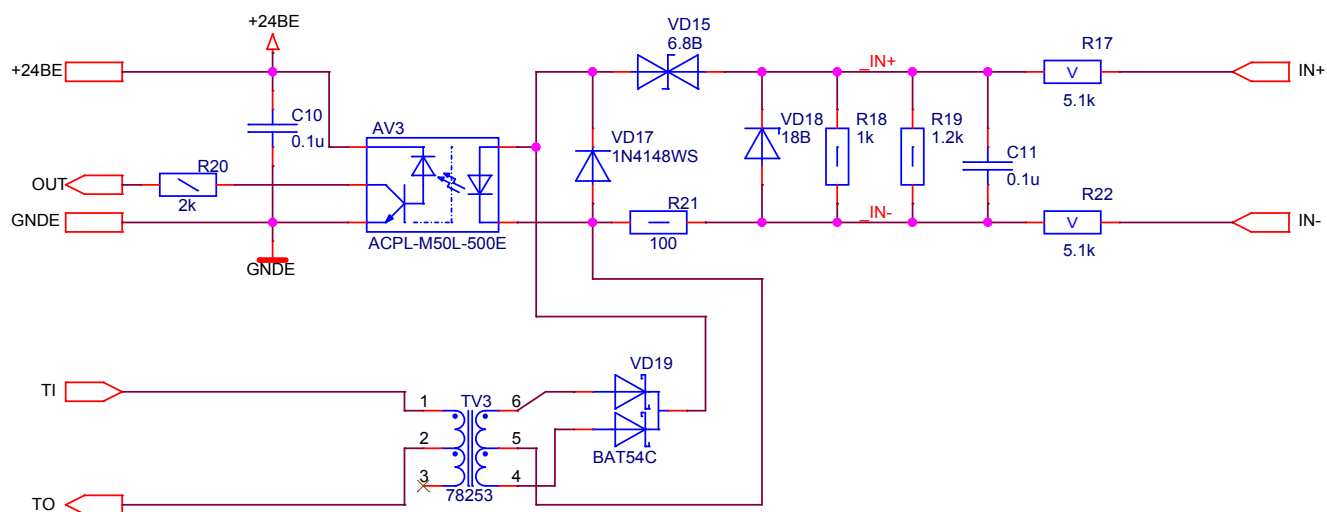 +24BE
+24BE
C10
0.1u
AV3
OUT
R20
2k
GNDE
GNDE
ACPL-M50L-500E
VD15
6.8B
VD17
1N4148WS
R21
100
VD18
18B
_IN+
R18
1k
R19
1.2k
C11
0.1u
_IN-
R17
V
5.1k
IN+
R22
V
5.1k
IN-
TI
TO
1
2
3
TV3
6
5
4
78253
VD19
BAT54C